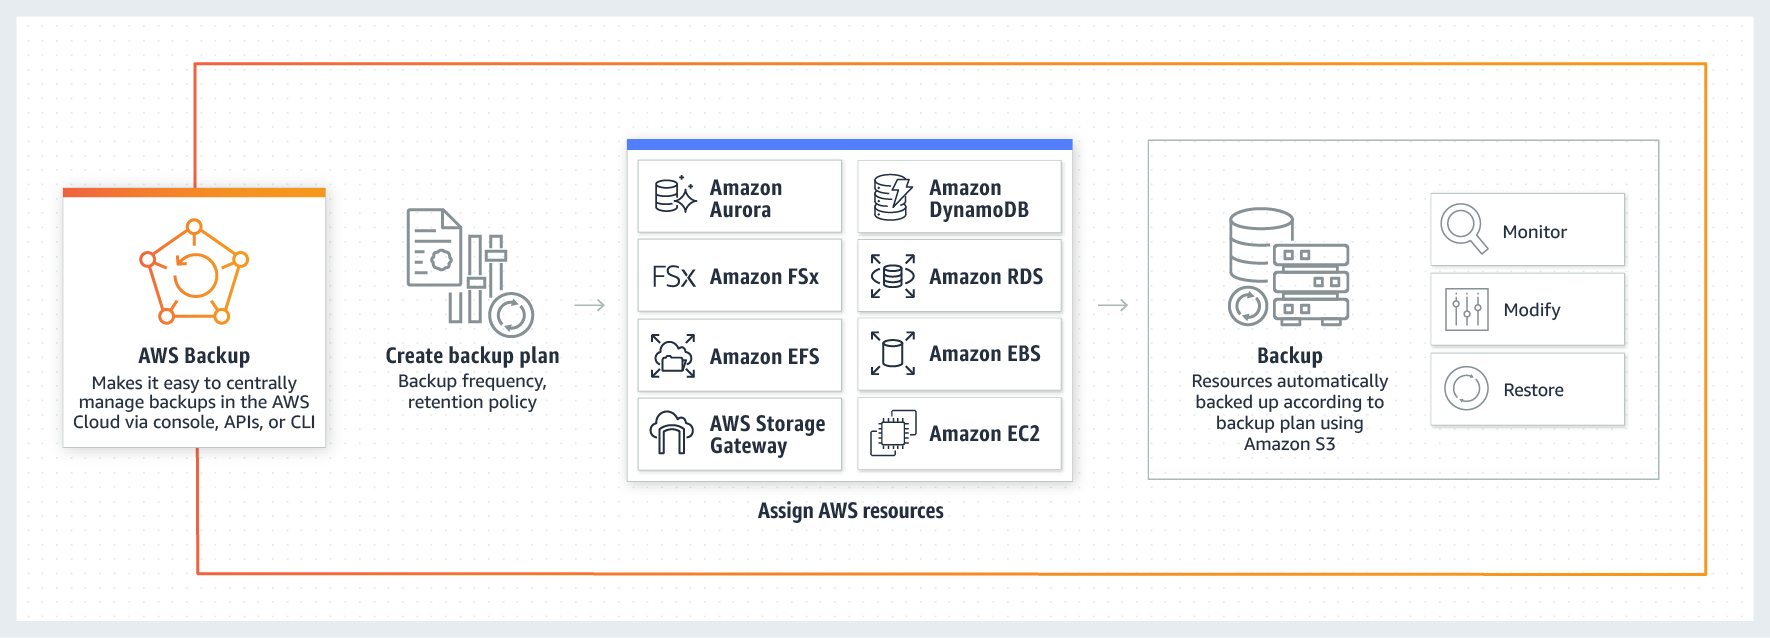 AWS Backup
Makes it easy to centrally
manage backups in the AWS
Cloud via console, APIs, or CLI
Create backup plan
Backup frequency,
retention policy
Amazon
Aurora
Amazon
DynamoDB
FSx
Amazon FSx
Amazon RDS
Amazon EFS
Amazon EBS
AWS Storage
Gateway
Amazon EC2
Assign AWS resources
Backup
Resources automatically
backed up according to
backup plan using
Amazon S3
Monitor
Modify
Restore